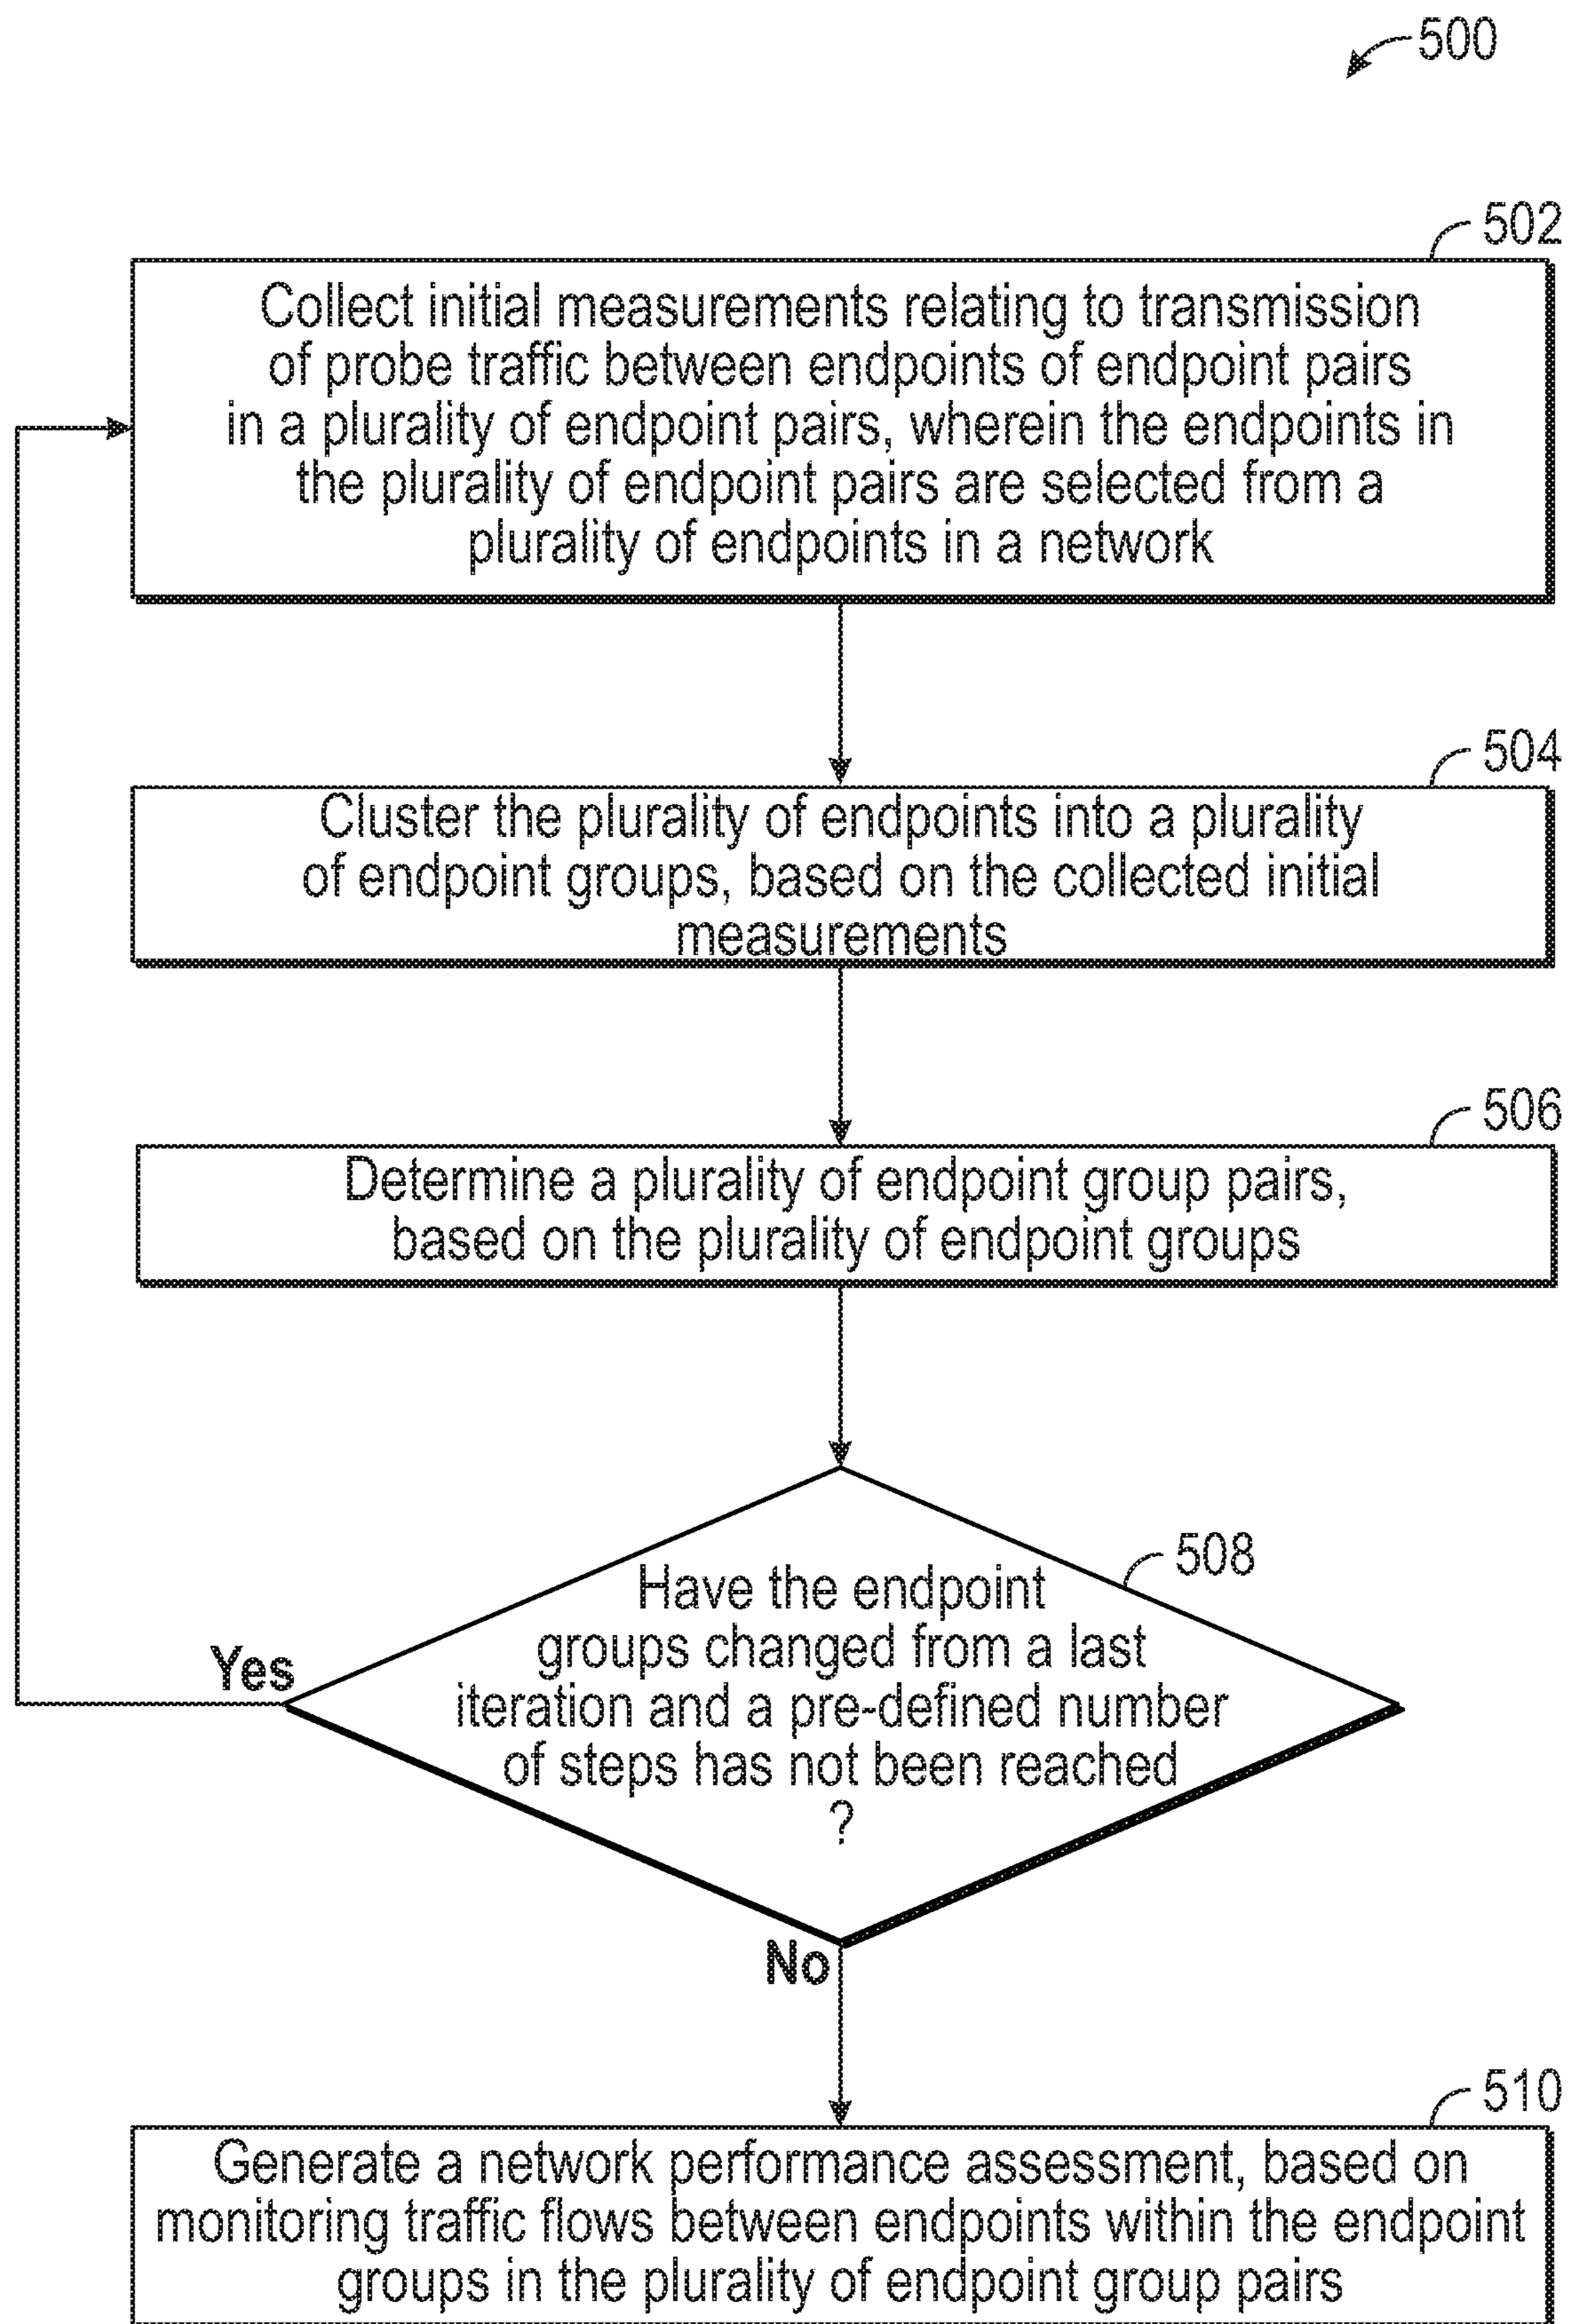 500
502
Collect initial measurements relating to transmission
of probe traffic between endpoints of endpoint pairs
in a plurality of endpoint pairs, wherein the endpoints in
the plurality of endpoint pairs are selected from a
plurality of endpoints in a network
504
Cluster the plurality of endpoints into a plurality
of endpoint groups, based on the collected initial
measurements
506
Determine a plurality of endpoint group pairs,
based on the plurality of endpoint groups
508
Have the endpoint
groups changed from a last
iteration and a pre-defined number
of steps has not been reached
?
Yes
No
510
Generate a network performance assessment, based on
monitoring traffic flows between endpoints within the endpoint
groups in the plurality of endpoint group pairs